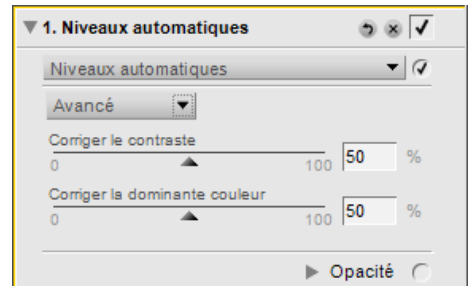 1. Niveaux automatiques
Niveaux automatiques
Avancé
Corriger le contraste
0 100 50 %
Corriger la dominante couleur
0 100 50 %
Opacité